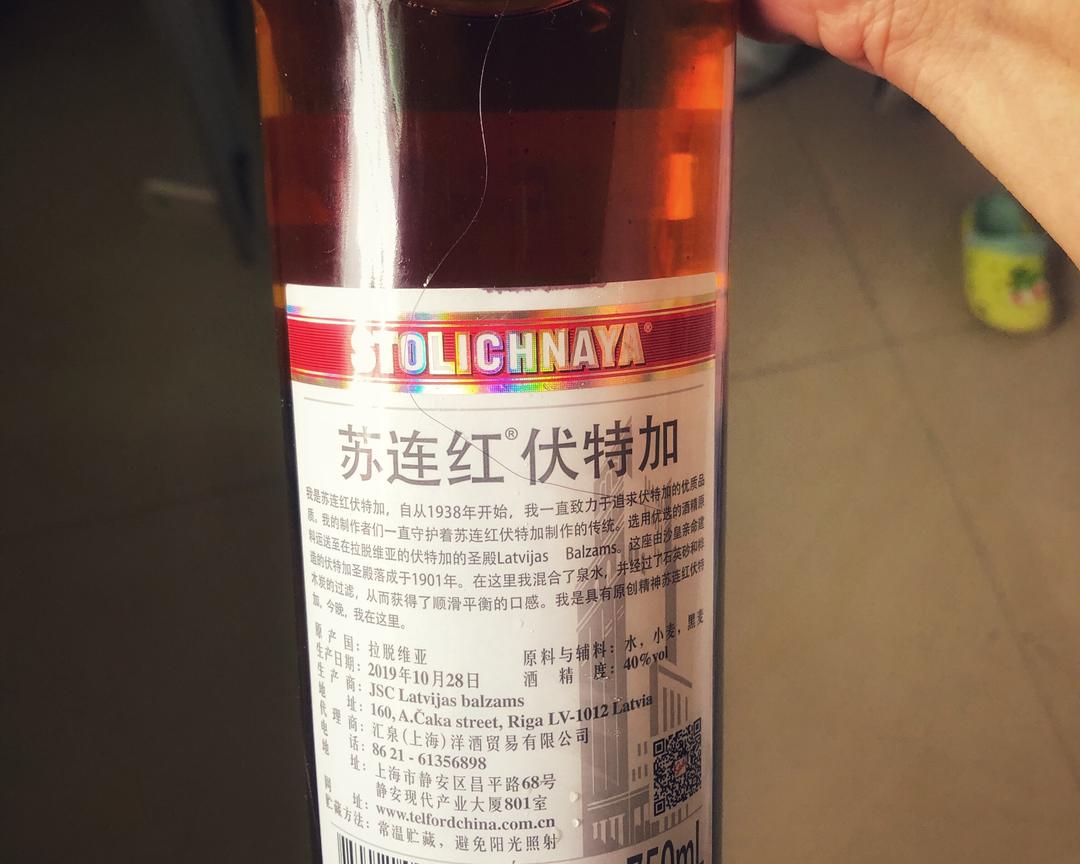 STOLICHNAYA®
苏连红®伏特加
我是苏连红伏特加，自从1938年开始，我一直致力于追求伏特加的优质品
质。我的制作者们一直守护着苏连红伏特加制作的传统。选用优选的酒精原
料运送至在拉脱维亚的伏特加的圣殿Latvijas Balzams。这座由沙皇亲命建
造的伏特加圣殿落成于1901年。在这里我混合了泉水，并经过了石英砂和桦
木炭的过滤，从而获得了顺滑平衡的口感。我是具有原创精神苏连红伏特
加，今晚，我在这里。
原产国：拉脱维亚 原料与辅料：水，小麦，黑麦
生产日期：2019年10月28日 酒精度：40%vol
生产商：JSC Latvijas balzams
地址：160, A.Čaka street, Riga LV-1012 Latvia
代理商：汇泉(上海)洋酒贸易有限公司
电话：86 21 - 61356898
地址：上海市静安区昌平路68号
静安现代产业大厦801室
网址：www.telfordchina.com.cn
贮藏方法：常温贮藏，避免阳光照射
750mL